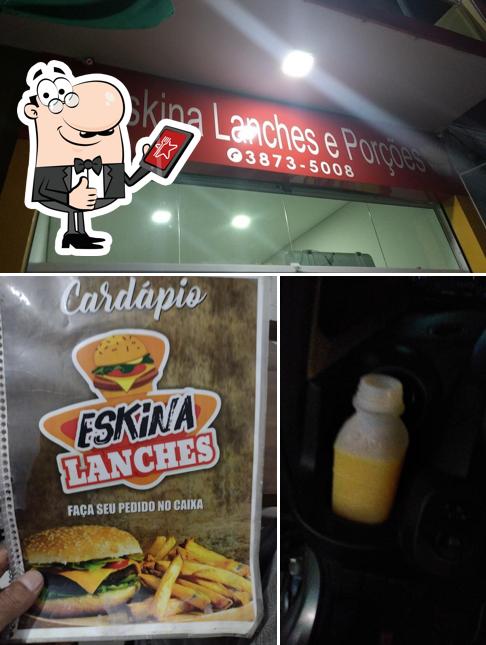 Eskina Lanches e Porções
3873-5008
Cardápio
ESKINA
LANCHES
FAÇA SEU PEDIDO NO CAIXA